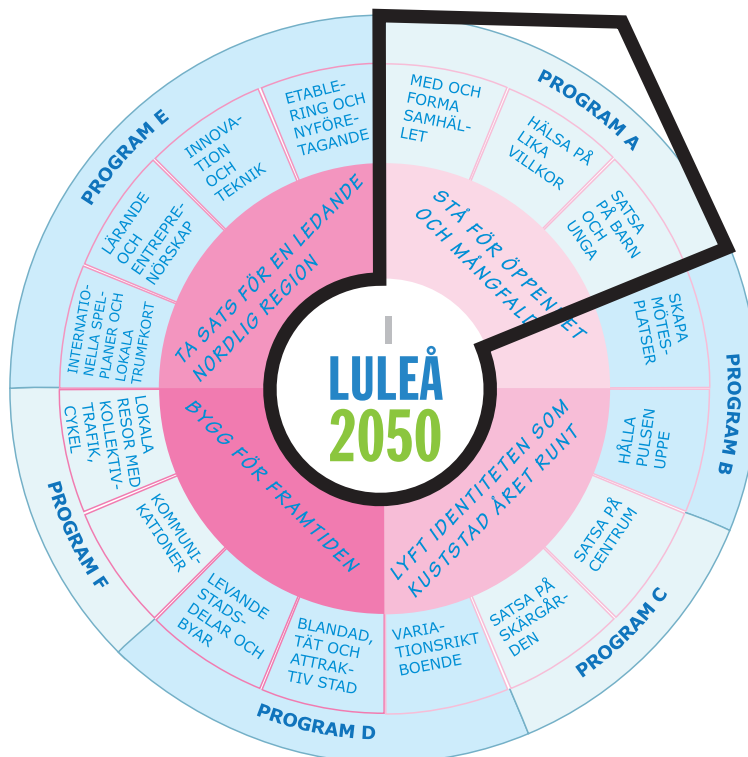 PROGRAM A
MED OCH
FORMA
SAMHÄL-
LET
HÄLSA PÅ
LIKA
VILLKOR
SATSA
PÅ BARN
OCH
UNGA
STÅ FÖR ÖPPENHET
OCH MÅNGFALD
PROGRAM B
SKAPA
MÖTES-
PLATSER
HÅLLA
PULSEN
UPPE
PROGRAM C
SATSA PÅ
CENTRUM
SATSA PÅ
SKÄRGÅR-
DEN
LYFT IDENTITETEN SOM
KUSTSTAD ÅRET RUNT
PROGRAM D
VARIA-
TIONSRIKT
BOENDE
BLANDAD,
TÄT OCH
ATTRAK-
TIV STAD
LEVANDE
STADS-
DELAR OCH
BYAR
PROGRAM F
KOMMUNI-
KATIONER
LOKALA
RESOR MED
KOLLEKTIV-
TRAFIK,
CYKEL
BYGG FÖR FRAMTIDEN
PROGRAM E
INTERNATIO-
NELLA SPEL-
PLANER OCH
LOKALA
TRUMFKORT
LÄRANDE
OCH
ENTREPRE-
NÖRSKAP
INNOVA-
TION
OCH
TEKNIK
ETABLE-
RING OCH
NYFÖRE-
TAGANDE
TA SATS FÖR EN LEDANDE
NORDLIG REGION
LULEÅ
2050